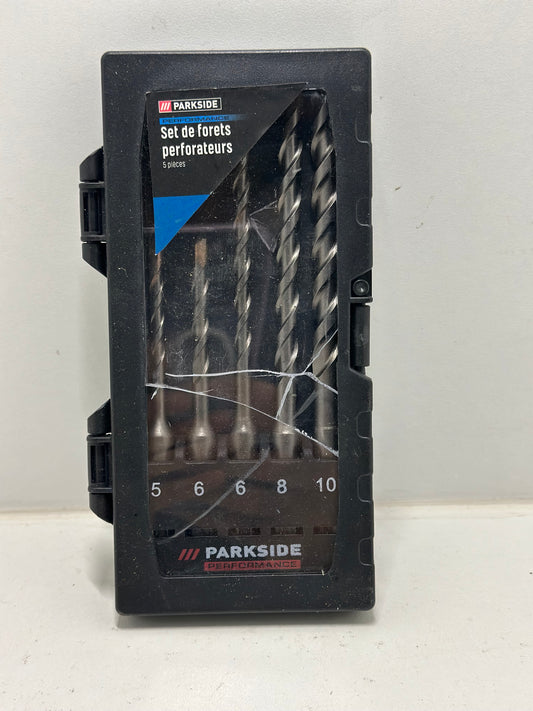 /// PARKSIDE
PERFORMANCE
Set de forets
perforateurs
5 pièces
5 6 6 8 10
/// PARKSIDE
PERFORMANCE